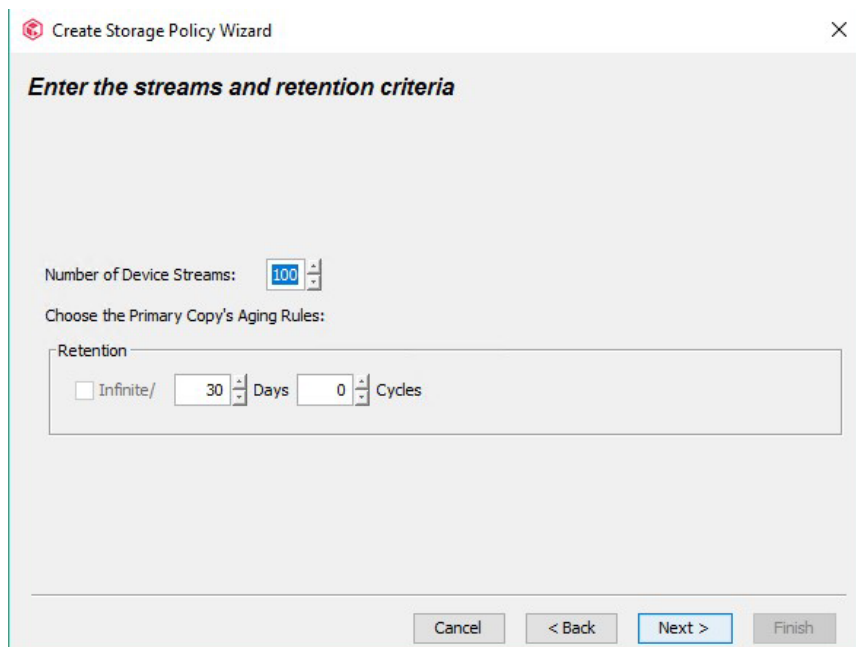 Create Storage Policy Wizard
Enter the streams and retention criteria
Number of Device Streams: 100
Choose the Primary Copy's Aging Rules:
Retention
Infinite/ 30 Days 0 Cycles
Cancel < Back Next > Finish